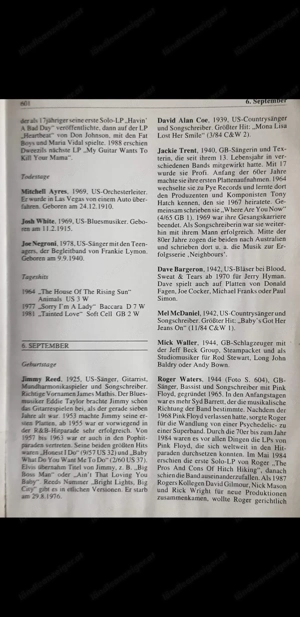 603
der als 17jähriger seine erste Solo-LP „Havin'
A Bad Day“ veröffentlichte, dann auf der LP
„Heartbeat“ von Don Johnson, mit den Fat
Boys und Maria Vidal spielte. 1988 erschien
Dweezils nächste LP „My Guitar Wants To
Kill Your Mama“.
Todestage
Mitchell Ayres, 1969, US-Orchesterleiter.
Er wurde in Las Vegas von einem Auto über-
fahren. Geboren am 24.12.1910.
Josh White, 1969, US-Bluesmusiker. Gebo-
ren am 11.2.1915.
Joe Negroni, 1978, US-Sänger mit den Teen-
agers, der Begleitband von Frankie Lymon.
Geboren am 9.9.1940.
Tageshits
1964 „The House Of The Rising Sun“
Animals US 3 W
1977 „Sorry I'm A Lady“ Baccara D 7 W
1981 „Tainted Love“ Soft Cell GB 2 W
6. SEPTEMBER
Geburtstage
Jimmy Reed, 1925, US-Sänger, Gitarrist,
Mundharmonikaspieler und Songschreiber.
Richtige Vornamen James Mathis. Der Blues-
musiker Eddie Taylor brachte Jimmy schon
das Gitarrespielen bei, als der gerade sieben
Jahre alt war. 1953 machte Jimmy seine er-
sten Platten, ab 1955 war er vorwiegend in
der R&B-Hitparade sehr erfolgreich. Von
1957 bis 1963 war er auch in den Pophit-
paraden vertreten. Seine beiden größten Hits
waren „Honest I Do“ (9/57 US 32) und „Baby
What Do You Want Me To Do“ (2/60 US 37).
Elvis übernahm Titel von Jimmy, z. B. „Big
Boss Man“ oder „Ain't That Loving You
Baby“. Reeds Nummer „Bright Lights, Big
City“ gibt es in etlichen Versionen. Er starb
am 29.8.1976.
6. September
David Alan Coe, 1939, US-Countrysänger
und Songschreiber. Größter Hit: „Mona Lisa
Lost Her Smile“ (3/84 C&W 2).
Jackie Trent, 1940, GB-Sängerin und Tex-
terin, die seit ihrem 13. Lebensjahr in ver-
schiedenen Bands mitgewirkt hatte. Mit 17
wurde sie Profi. Anfang der 60er Jahre
machte sie ihre ersten Plattenaufnahmen. 1964
wechselte sie zu Pye Records und lernte dort
den Produzenten und Komponisten Tony
Hatch kennen, den sie 1967 heiratete. Ge-
meinsam schrieben sie „Where Are You Now“
(4/65 GB 1). 1969 war ihre Gesangskarriere
beendet. Als Songschreiberin war sie weiter-
hin mit ihrem Mann erfolgreich. Mitte der
80er Jahre zogen die beiden nach Australien
und schrieben dort u. a. die Musik zur Er-
folgsserie ‚Neighbours‘.
Dave Bargeron, 1942, US-Bläser bei Blood,
Sweat & Tears ab 1970 für Jerry Hyman.
Dave spielt auch auf Platten von Donald
Fagen, Joe Cocker, Michael Franks oder Paul
Simon.
Mel McDaniel, 1942, US-Countrysänger und
Songschreiber. Größter Hit: „Baby's Got Her
Jeans On“ (11/84 C&W 1).
Mick Waller, 1944, GB-Schlagzeuger mit
der Jeff Beck Group, Steampacket und als
Studiomusiker für Rod Stewart, Long John
Baldry oder Andy Bown.
Roger Waters, 1944 (Foto S. 604), GB-
Sänger, Bassist und Songschreiber mit Pink
Floyd, gegründet 1965. In den Anfangstagen
war es mehr Syd Barrett, der die musikalische
Richtung der Band bestimmte. Nachdem der
1968 Pink Floyd verlassen hatte, sorgte Roger
für die Wandlung von einer Psychedelic- zu
einer Superband. Durch die 70er bis zum Jahr
1984 waren es vor allen Dingen die LPs von
Pink Floyd, die sich weltweit in den Hit-
paraden durchsetzen konnten. Im Mai 1984
erschien die erste Solo-LP von Roger „The
Pros And Cons Of Hitch Hiking“, danach
schien die Band auseinanderzufallen. Als 1987
Rogers Kollegen David Gilmour, Nick Mason
und Rick Wright für neue Produktionen
zusammenkamen, wollte Roger gerichtlich